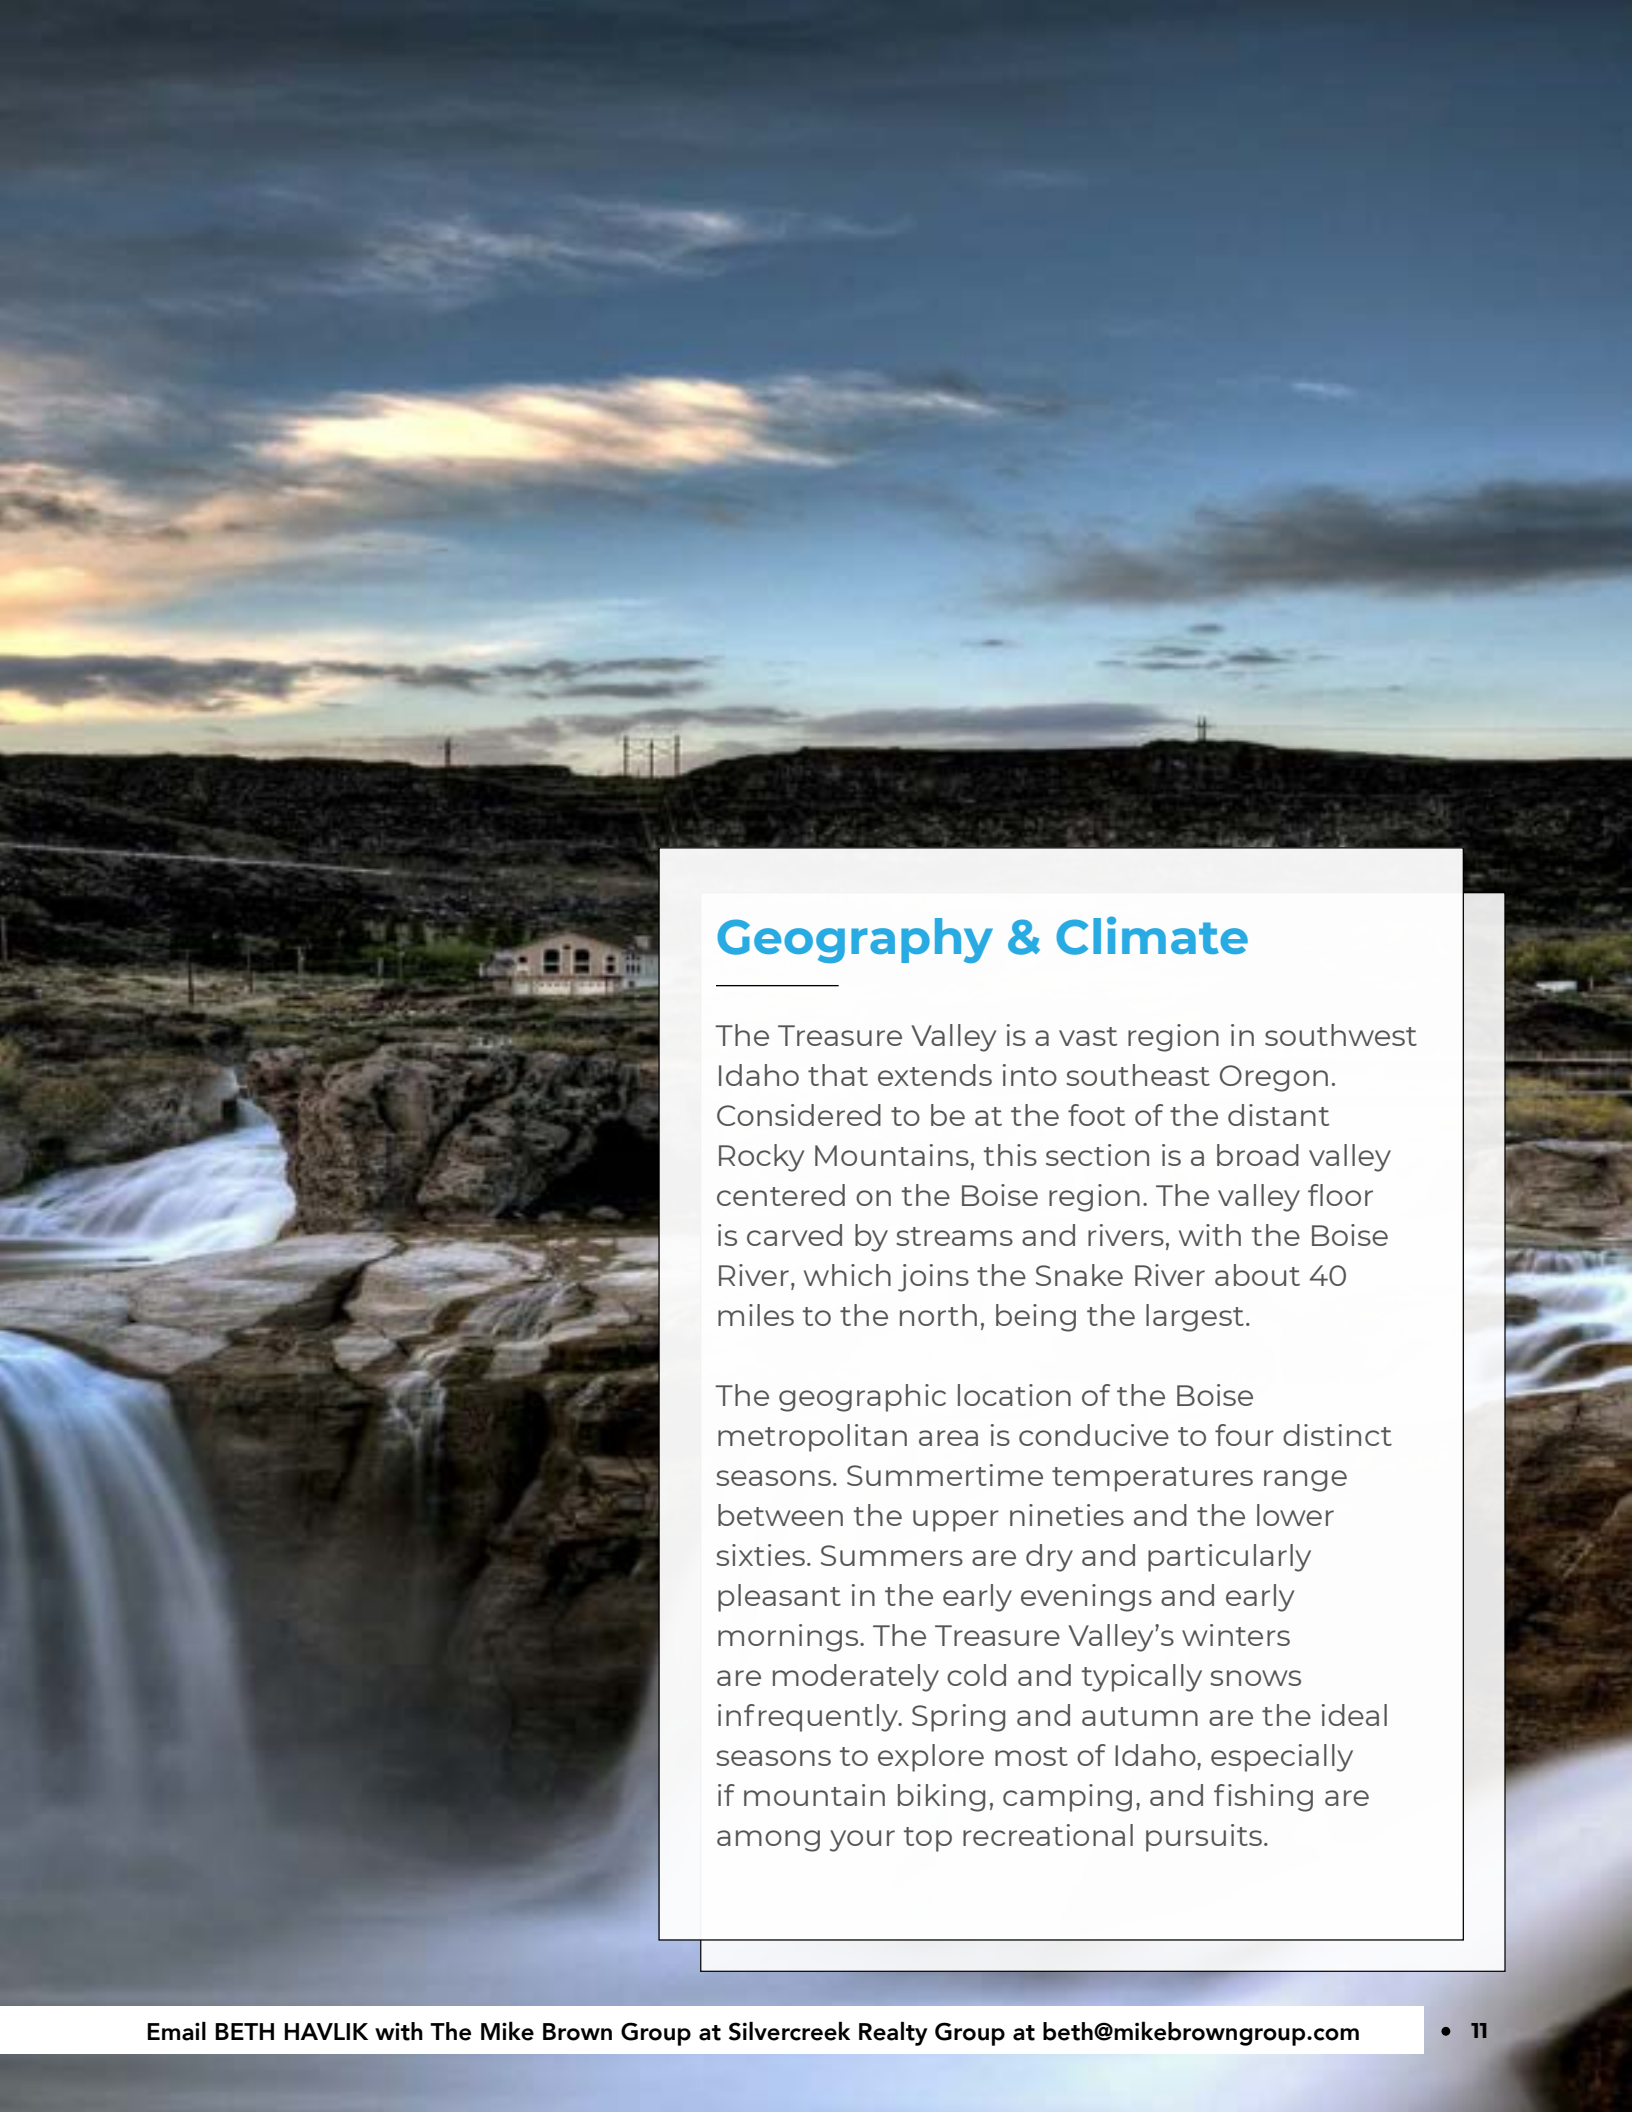 Geography & Climate
The Treasure Valley is a vast region in southwest
Idaho that extends into southeast Oregon.
Considered to be at the foot of the distant
Rocky Mountains, this section is a broad valley
centered on the Boise region. The valley floor
is carved by streams and rivers, with the Boise
River, which joins the Snake River about 40
miles to the north, being the largest.
The geographic location of the Boise
metropolitan area is conducive to four distinct
seasons. Summertime temperatures range
between the upper nineties and the lower
sixties. Summers are dry and particularly
pleasant in the early evenings and early
mornings. The Treasure Valley’s winters
are moderately cold and typically snows
infrequently. Spring and autumn are the ideal
seasons to explore most of Idaho, especially
if mountain biking, camping, and fishing are
among your top recreational pursuits.
Email BETH HAVLIK with The Mike Brown Group at Silvercreek Realty Group at beth@mikebrowngroup.com • 11